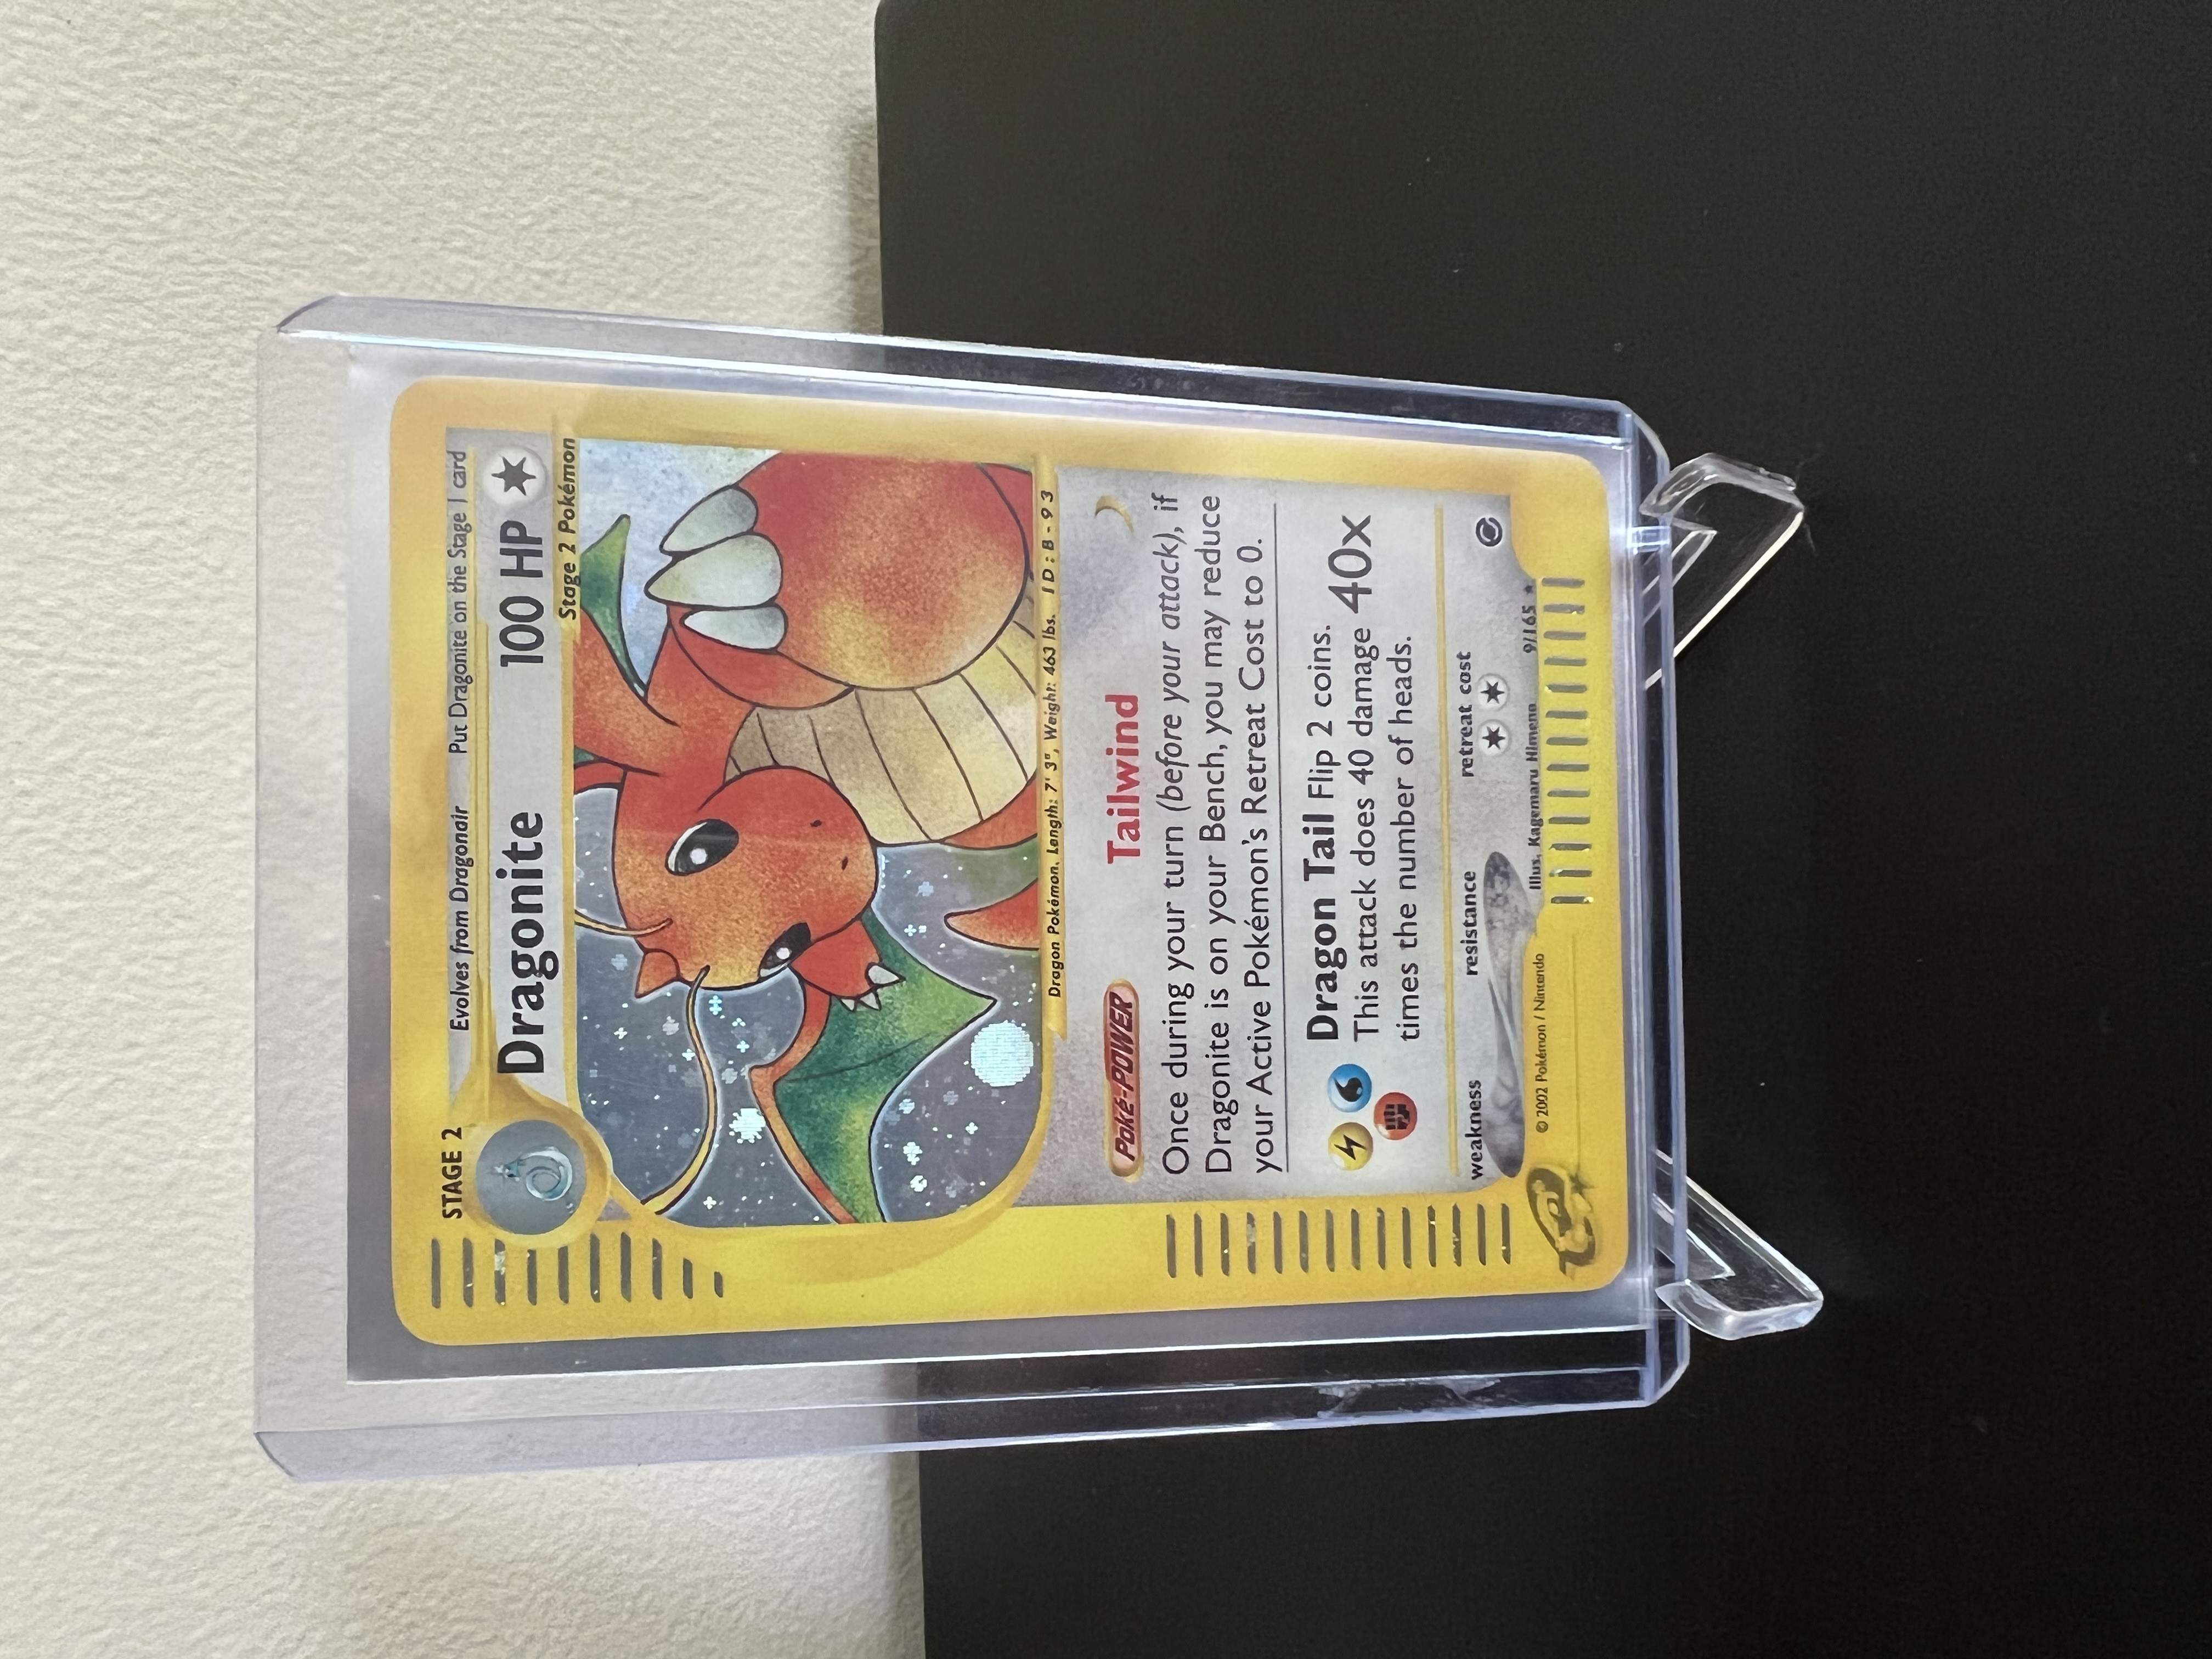 STAGE 2
Evolves from Dragonair Put Dragonite on the Stage 1 card
Dragonite 100 HP
Stage 2 Pokémon
Dragon Pokémon. Length: 7' 3", Weight: 463 lbs. ID:B-93
Poké-POWER Tailwind
Once during your turn (before your attack), if
Dragonite is on your Bench, you may reduce
your Active Pokémon's Retreat Cost to 0.
Dragon Tail Flip 2 coins.
This attack does 40 damage 40x
times the number of heads.
weakness resistance retreat cost
© 2002 Pokémon / Nintendo Illus. Kagemaru Himeno 9/165 ★
e